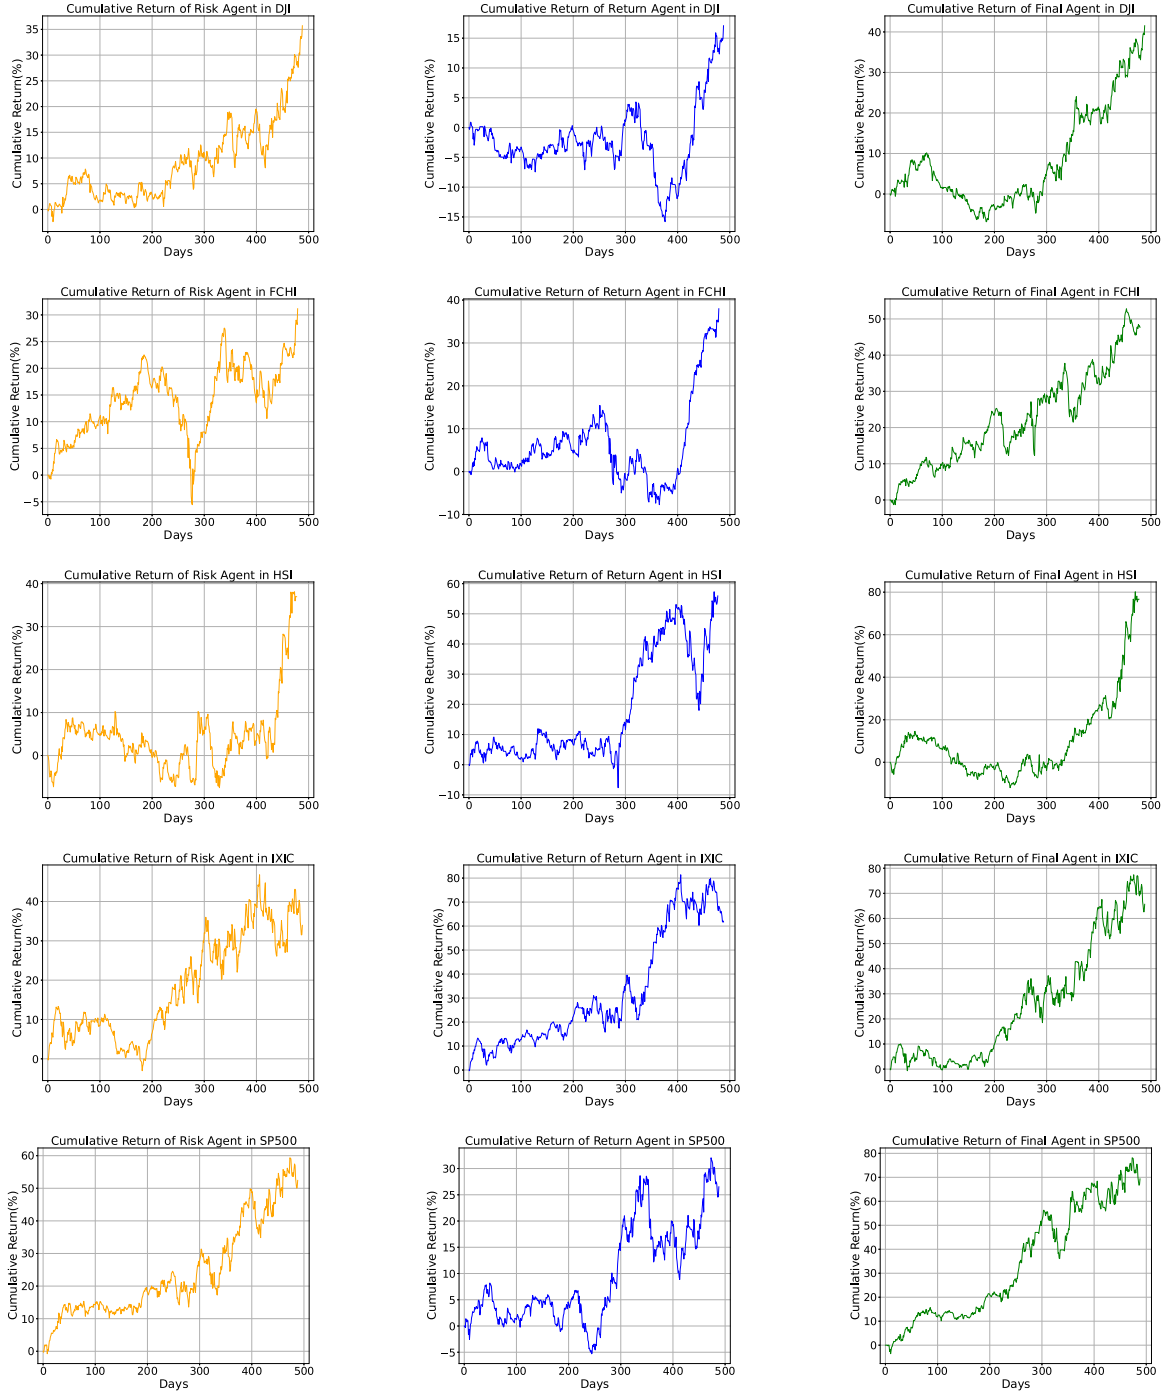 Cumulative Return of Risk Agent in DJI
Cumulative Return(%)
35
30
25
20
15
10
5
0
0 100 200 300 400 500
Days
Cumulative Return of Return Agent in DJI
Cumulative Return(%)
15
10
5
0
−5
−10
−15
0 100 200 300 400 500
Days
Cumulative Return of Final Agent in DJI
Cumulative Return(%)
40
30
20
10
0
0 100 200 300 400 500
Days
Cumulative Return of Risk Agent in FCHI
Cumulative Return(%)
30
25
20
15
10
5
0
−5
0 100 200 300 400 500
Days
Cumulative Return of Return Agent in FCHI
Cumulative Return(%)
40
30
20
10
0
−10
0 100 200 300 400 500
Days
Cumulative Return of Final Agent in FCHI
Cumulative Return(%)
50
40
30
20
10
0
0 100 200 300 400 500
Days
Cumulative Return of Risk Agent in HSI
Cumulative Return(%)
40
30
20
10
0
0 100 200 300 400 500
Days
Cumulative Return of Return Agent in HSI
Cumulative Return(%)
60
50
40
30
20
10
0
−10
0 100 200 300 400 500
Days
Cumulative Return of Final Agent in HSI
Cumulative Return(%)
80
60
40
20
0
0 100 200 300 400 500
Days
Cumulative Return of Risk Agent in IXIC
Cumulative Return(%)
40
30
20
10
0
0 100 200 300 400 500
Days
Cumulative Return of Return Agent in IXIC
Cumulative Return(%)
80
70
60
50
40
30
20
10
0
0 100 200 300 400 500
Days
Cumulative Return of Final Agent in IXIC
Cumulative Return(%)
80
70
60
50
40
30
20
10
0
0 100 200 300 400 500
Days
Cumulative Return of Risk Agent in SP500
Cumulative Return(%)
60
50
40
30
20
10
0
0 100 200 300 400 500
Days
Cumulative Return of Return Agent in SP500
Cumulative Return(%)
30
25
20
15
10
5
0
−5
0 100 200 300 400 500
Days
Cumulative Return of Final Agent in SP500
Cumulative Return(%)
80
70
60
50
40
30
20
10
0
0 100 200 300 400 500
Days